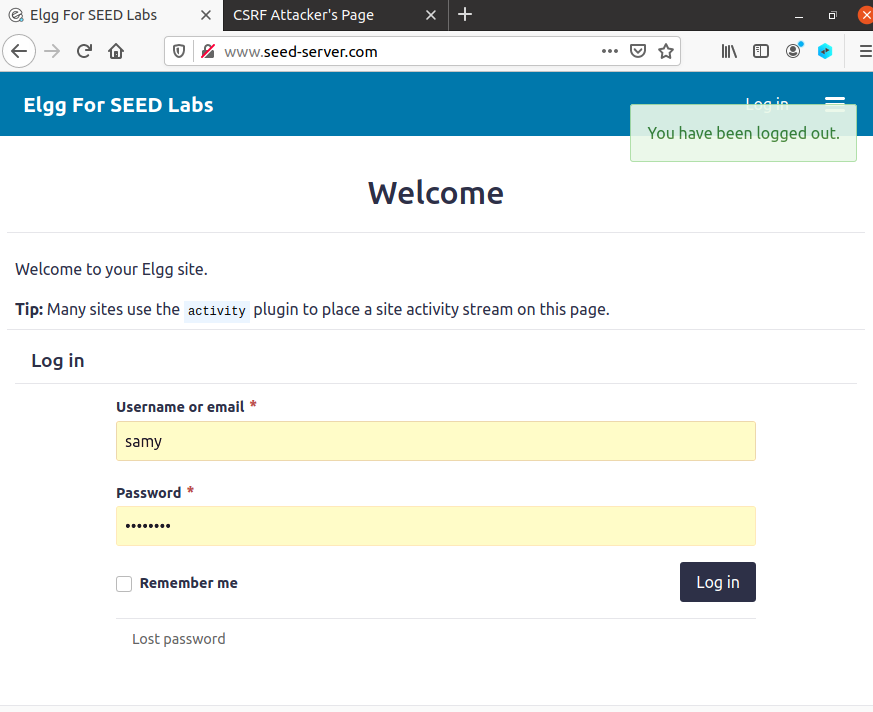 Elgg For SEED Labs
CSRF Attacker's Page
www.seed-server.com
Elgg For SEED Labs
Log in
You have been logged out.
Welcome
Welcome to your Elgg site.
Tip: Many sites use the activity plugin to place a site activity stream on this page.
Log in
Username or email *
samy
Password *
••••••••
Remember me
Log in
Lost password